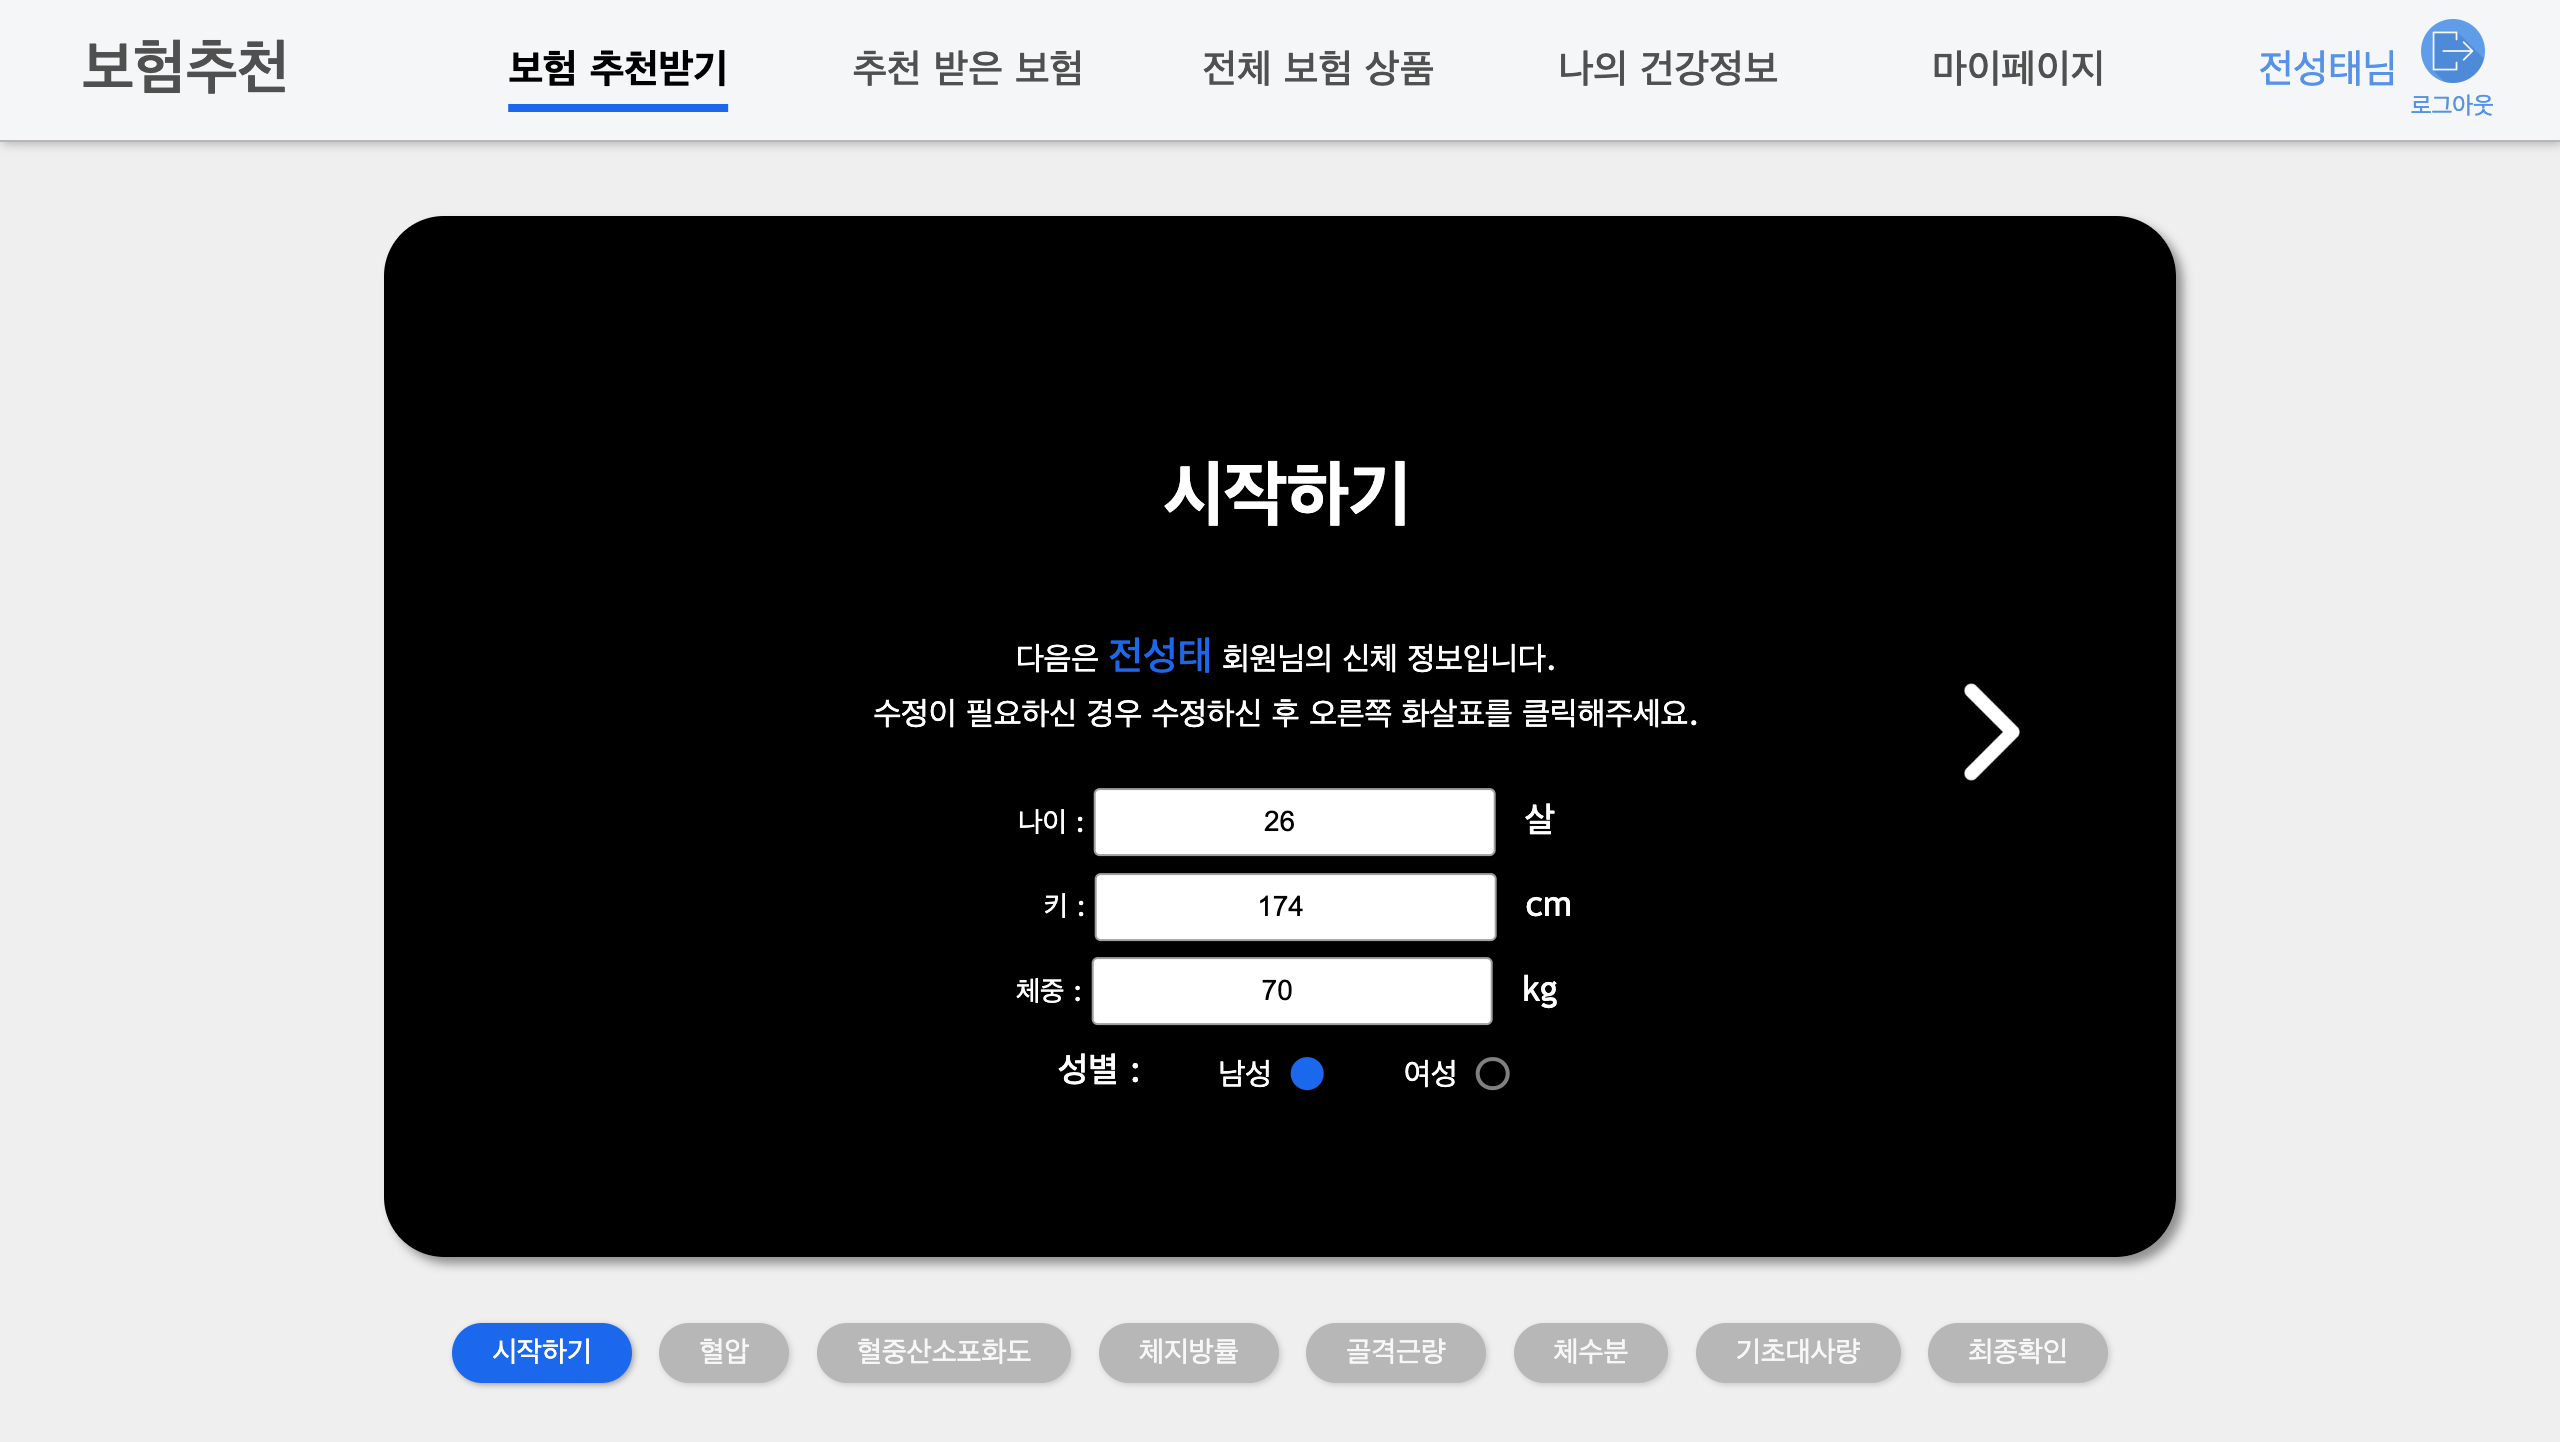 보험추천
보험 추천받기
추천 받은 보험
전체 보험 상품
나의 건강정보
마이페이지
전성태님
로그아웃
시작하기
다음은 전성태 회원님의 신체 정보입니다.
수정이 필요하신 경우 수정하신 후 오른쪽 화살표를 클릭해주세요.
나이 : 26 살
키 : 174 cm
체중 : 70 kg
성별 : 남성 여성
시작하기
혈압
혈중산소포화도
체지방률
골격근량
체수분
기초대사량
최종확인